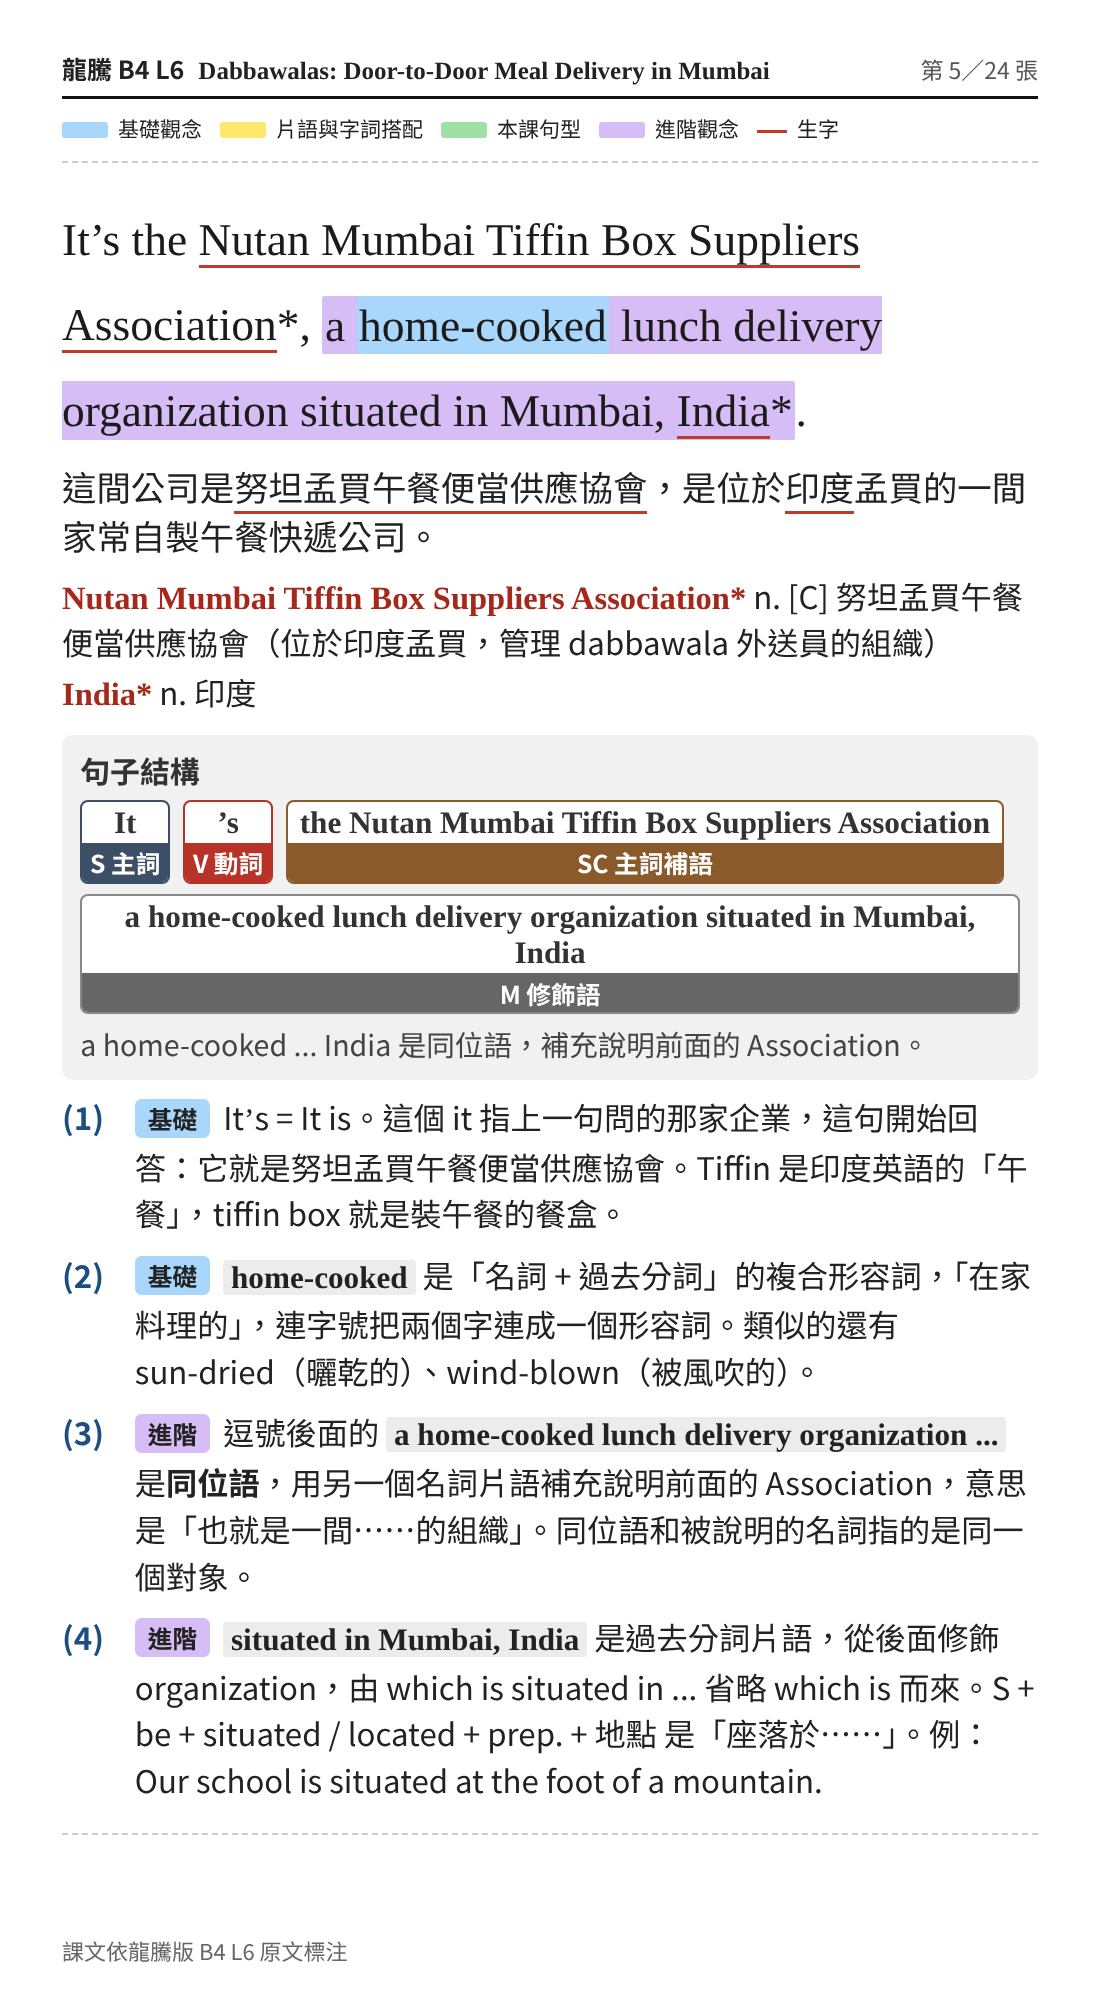 龍騰 B4 L6 Dabbawalas: Door-to-Door Meal Delivery in Mumbai 第 5／24 張
基礎觀念 片語與字詞搭配 本課句型 進階觀念 生字
It’s the Nutan Mumbai Tiffin Box Suppliers
Association*, a home-cooked lunch delivery
organization situated in Mumbai, India*.
這間公司是努坦孟買午餐便當供應協會，是位於印度孟買的一間
家常自製午餐快遞公司。
Nutan Mumbai Tiffin Box Suppliers Association* n. [C] 努坦孟買午餐
便當供應協會（位於印度孟買，管理 dabbawala 外送員的組織）
India* n. 印度
句子結構
It ’s the Nutan Mumbai Tiffin Box Suppliers Association
S 主詞 V 動詞 SC 主詞補語
a home-cooked lunch delivery organization situated in Mumbai,
India
M 修飾語
a home-cooked ... India 是同位語，補充說明前面的 Association。
(1) 基礎 It’s = It is。這個 it 指上一句問的那家企業，這句開始回
答：它就是努坦孟買午餐便當供應協會。Tiffin 是印度英語的「午
餐」，tiffin box 就是裝午餐的餐盒。
(2) 基礎 home-cooked 是「名詞 + 過去分詞」的複合形容詞，「在家
料理的」，連字號把兩個字連成一個形容詞。類似的還有
sun-dried（曬乾的）、wind-blown（被風吹的）。
(3) 進階 逗號後面的 a home-cooked lunch delivery organization ...
是同位語，用另一個名詞片語補充說明前面的 Association，意思
是「也就是一間……的組織」。同位語和被說明的名詞指的是同一
個對象。
(4) 進階 situated in Mumbai, India 是過去分詞片語，從後面修飾
organization，由 which is situated in ... 省略 which is 而來。S +
be + situated / located + prep. + 地點 是「座落於……」。例：
Our school is situated at the foot of a mountain.
課文依龍騰版 B4 L6 原文標注